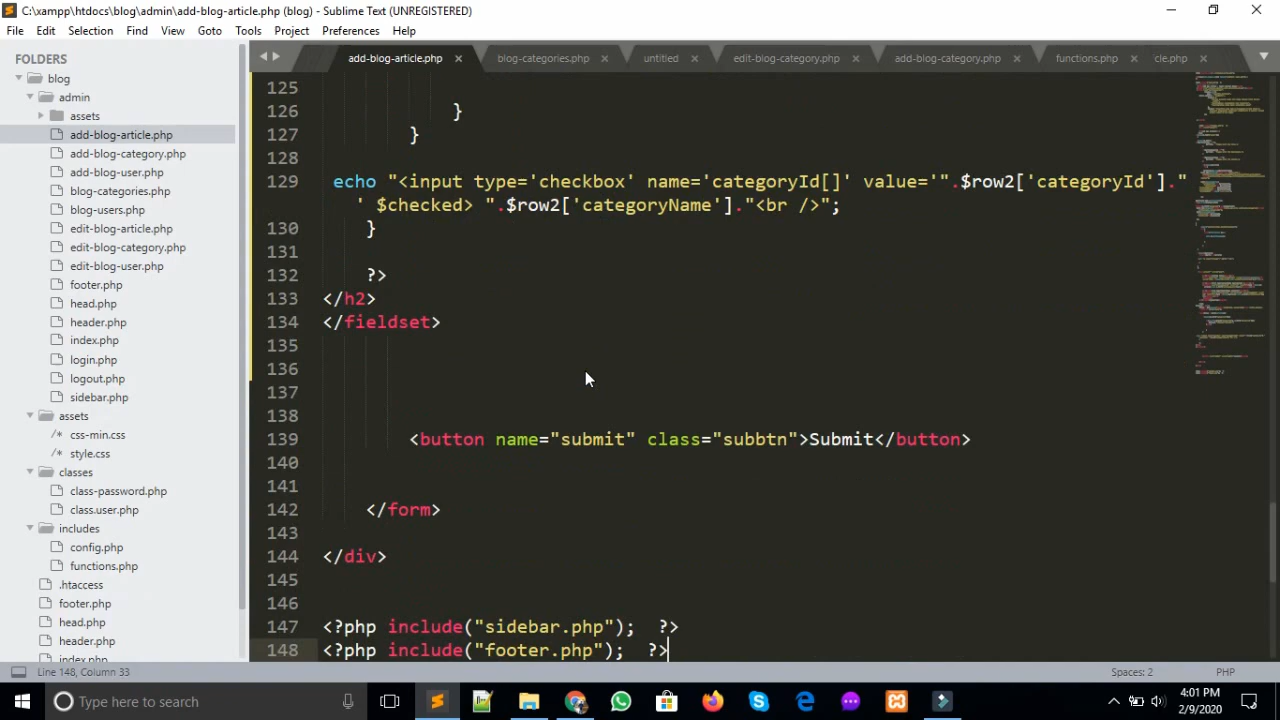 C:\xampp\htdocs\blog\admin\add-blog-article.php (blog) - Sublime Text (UNREGISTERED)
File Edit Selection Find View Goto Tools Project Preferences Help
FOLDERS
blog
admin
assets
add-blog-article.php
add-blog-category.php
add-blog-user.php
blog-categories.php
blog-users.php
edit-blog-article.php
edit-blog-category.php
edit-blog-user.php
footer.php
head.php
header.php
index.php
login.php
logout.php
sidebar.php
assets
/* css-min.css
/* style.css
classes
class-password.php
class.user.php
includes
config.php
functions.php
.htaccess
footer.php
head.php
header.php
index.php
add-blog-article.php blog-categories.php untitled edit-blog-category.php add-blog-category.php functions.php cle.php
125
126 }
127 }
128
129 echo "<input type='checkbox' name='categoryId[]' value='".$row2['categoryId']."
' $checked> ".$row2['categoryName']."<br />";
130 }
131
132 ?>
133 </h2>
134 </fieldset>
135
136
137
138
139 <button name="submit" class="subbtn">Submit</button>
140
141
142 </form>
143
144 </div>
145
146
147 <?php include("sidebar.php"); ?>
148 <?php include("footer.php"); ?>
Line 148, Column 33 Spaces: 2 PHP
Type here to search
4:01 PM
2/9/2020